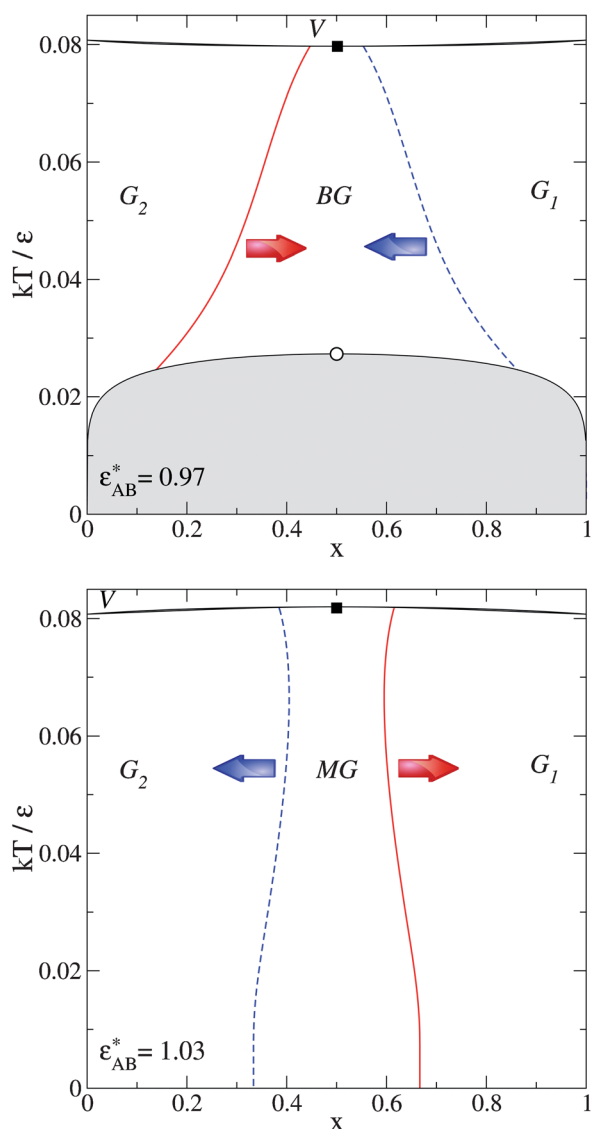 V
0.08
0.06
G₂
BG
G₁
kT / ε
0.04
0.02
ε*AB = 0.97
0
0 0.2 0.4 0.6 0.8 1
x
V
0.08
0.06
G₂
MG
G₁
kT / ε
0.04
0.02
ε*AB = 1.03
0
0 0.2 0.4 0.6 0.8 1
x